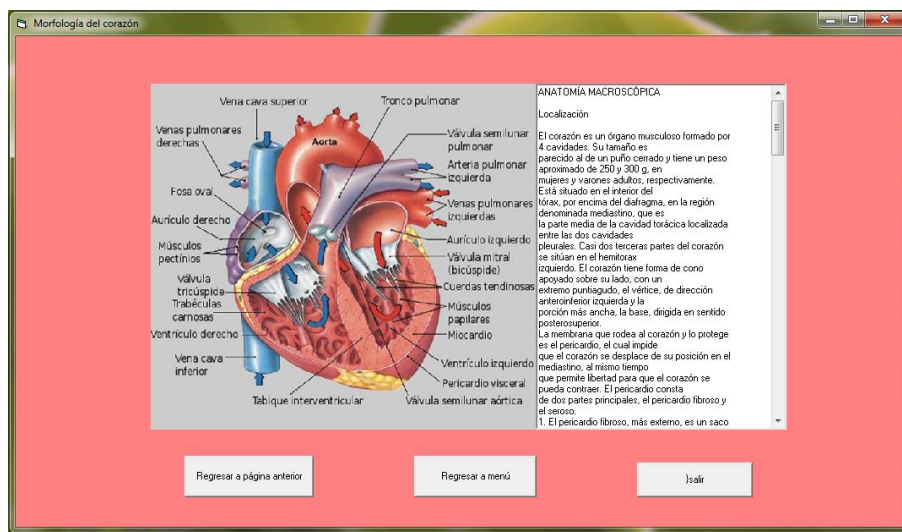 Morfología del corazón
Vena cava superior
Tronco pulmonar
Venas pulmonares
derechas
Aorta
Válvula semilunar
pulmonar
Arteria pulmonar
izquierda
Fosa oval
Venas pulmonares
izquierdas
Aurículo derecho
Aurículo izquierdo
Músculos
pectínios
Válvula mitral
(bicúspide)
Válvula
tricúspide
Cuerdas tendinosas
Trabéculas
carnosas
Músculos
papilares
Ventrículo derecho
Miocardio
Vena cava
inferior
Ventrículo izquierdo
Pericardio visceral
Tabique interventricular
Válvula semilunar aórtica
ANATOMÍA MACROSCÓPICA
Localización
El corazón es un órgano musculoso formado por
4 cavidades. Su tamaño es
parecido al de un puño cerrado y tiene un peso
aproximado de 250 y 300 g, en
mujeres y varones adultos, respectivamente.
Está situado en el interior del
tórax, por encima del diafragma, en la región
denominada mediastino, que es
la parte media de la cavidad torácica localizada
entre las dos cavidades
pleurales. Casi dos terceras partes del corazón
se sitúan en el hemitorax
izquierdo. El corazón tiene forma de cono
apoyado sobre su lado, con un
extremo puntiagudo, el vértice, de dirección
anteroinferior izquierda y la
porción más ancha, la base, dirigida en sentido
posterosuperior.
La membrana que rodea al corazón y lo protege
es el pericardio, el cual impide
que el corazón se desplace de su posición en el
mediastino, al mismo tiempo
que permite libertad para que el corazón se
pueda contraer. El pericardio consta
de dos partes principales, el pericardio fibroso y
el seroso.
1. El pericardio fibroso, más externo, es un saco
Regresar a página anterior
Regresar a menú
)salir